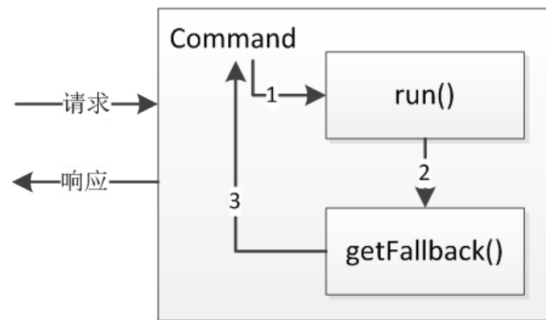 Command
1
run()
请求
2
响应
3
getFallback()